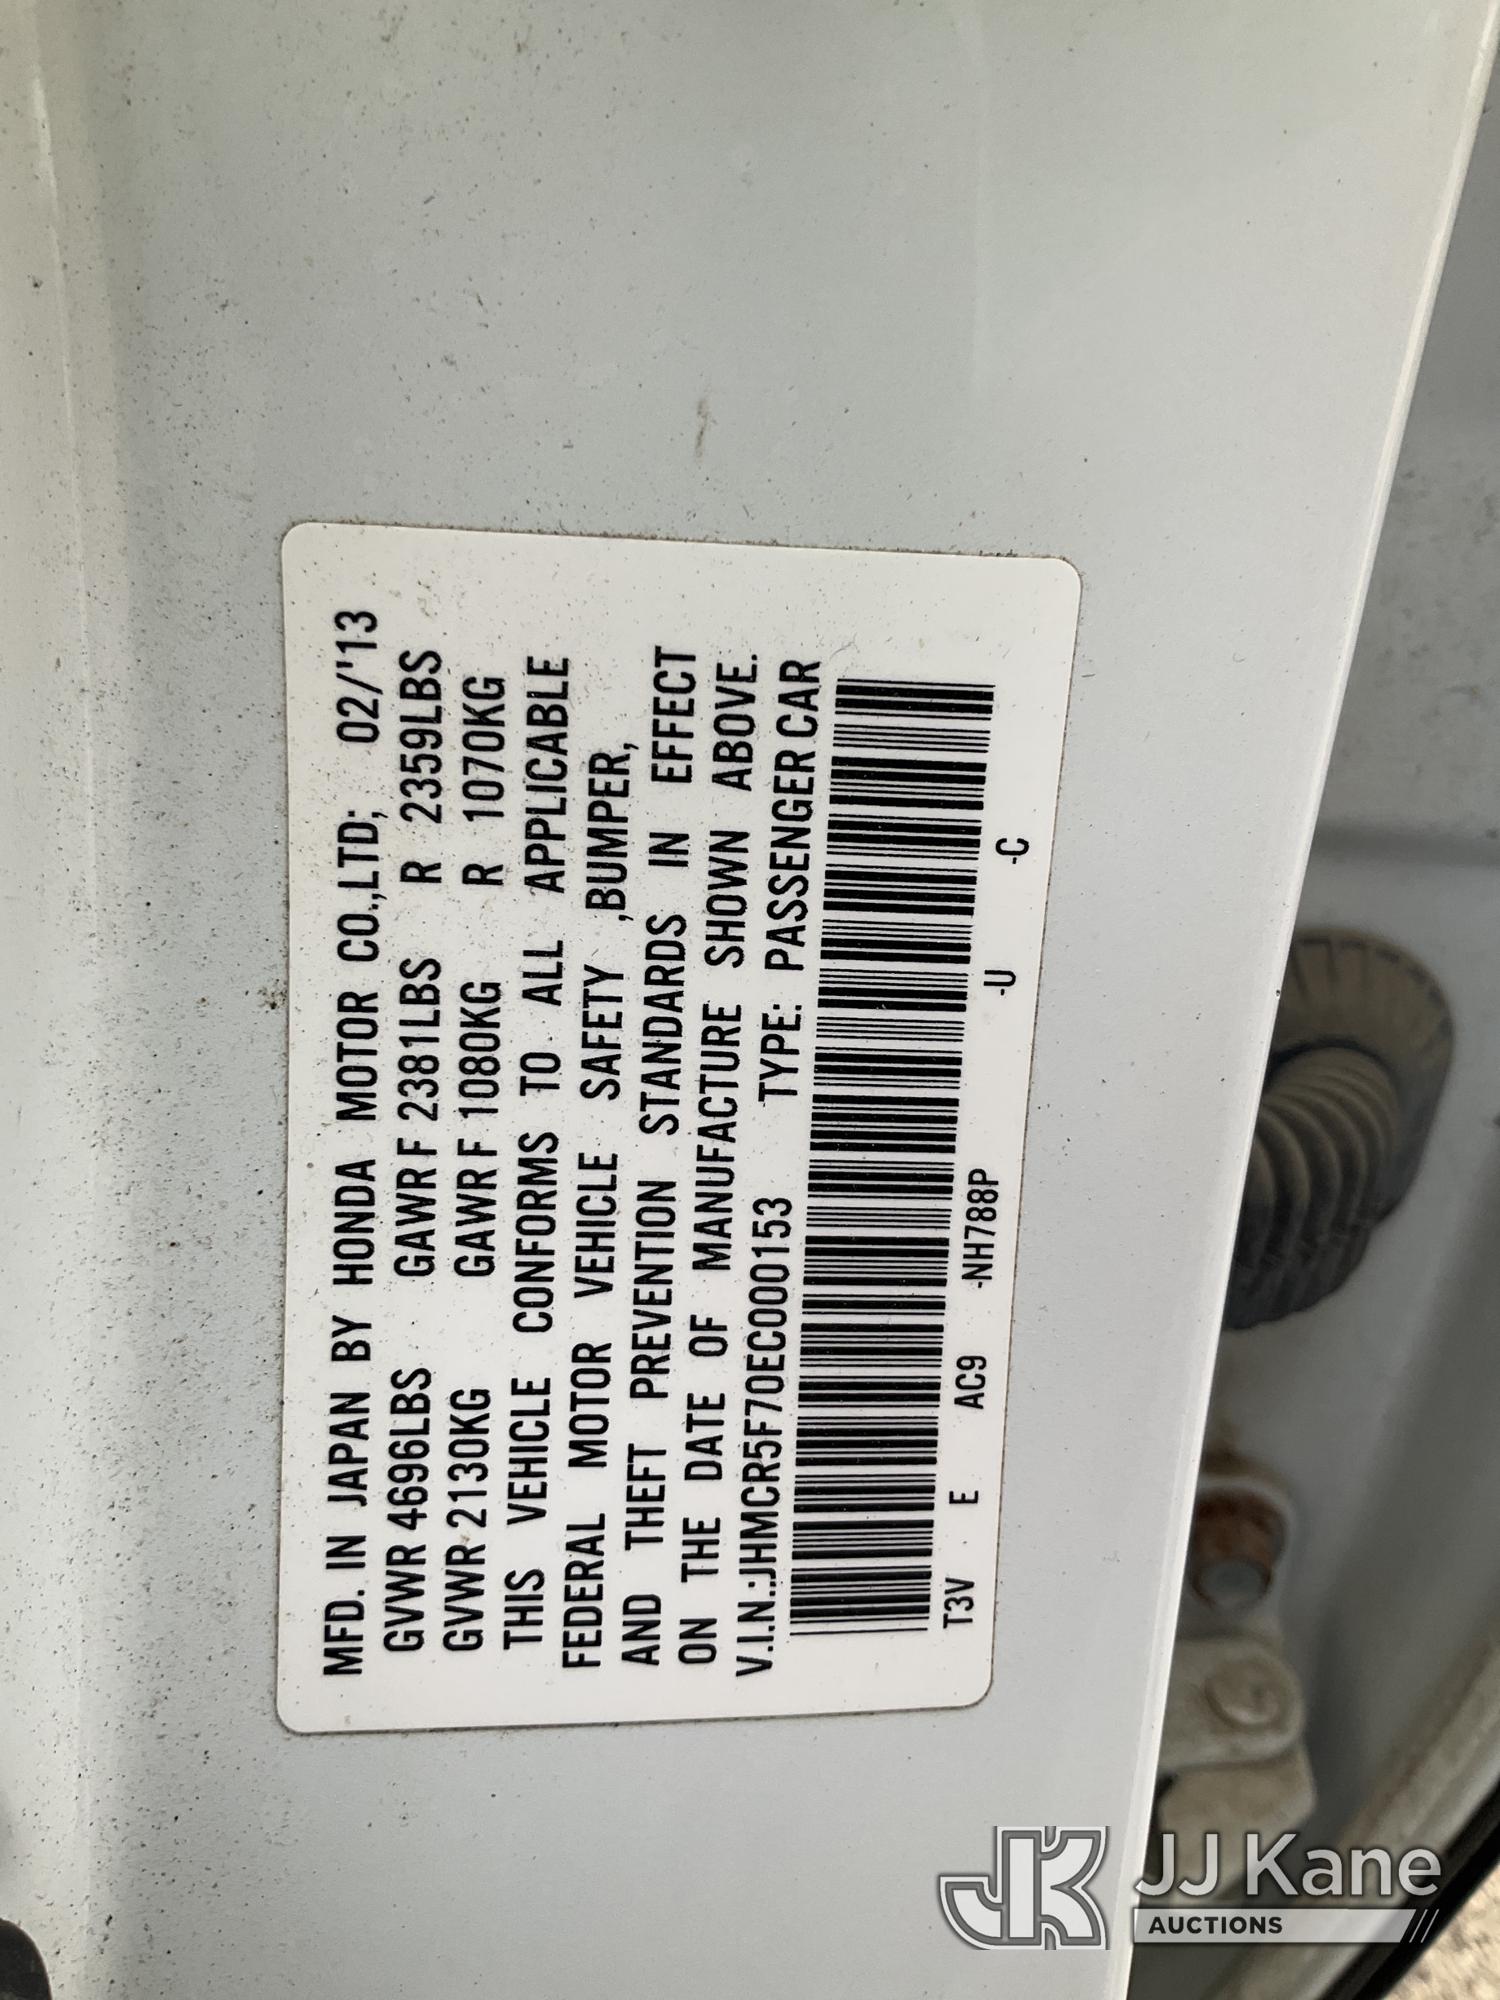 MFD. IN JAPAN BY HONDA MOTOR CO.,LTD; 02/'13
GVWR 4696LBS GAWR F 2381LBS R 2359LBS
GVWR 2130KG GAWR F 1080KG R 1070KG
THIS VEHICLE CONFORMS TO ALL APPLICABLE
FEDERAL MOTOR VEHICLE SAFETY ,BUMPER,
AND THEFT PREVENTION STANDARDS IN EFFECT
ON THE DATE OF MANUFACTURE SHOWN ABOVE.
V.I.N.:JHMCR5F70EC000153 TYPE: PASSENGER CAR
T3V E AC9 -NH788P -U -C
JK JJ Kane
AUCTIONS